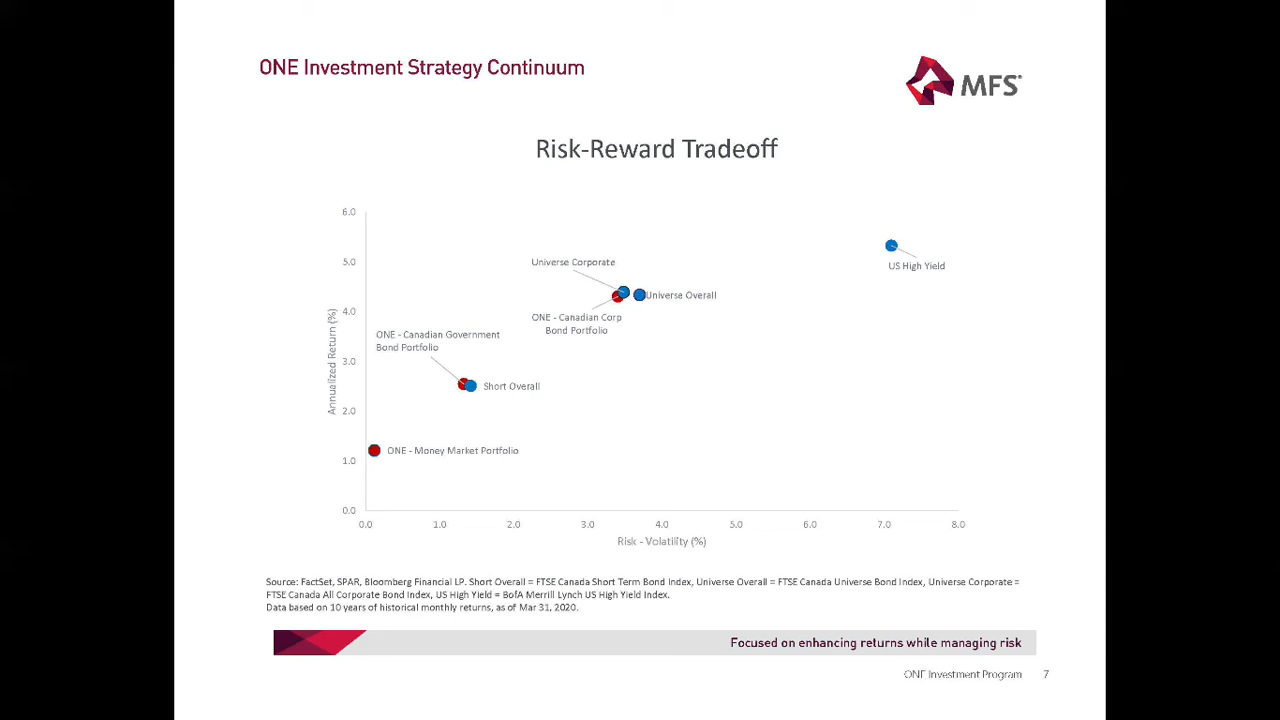 ONE Investment Strategy Continuum
MFS®
Risk-Reward Tradeoff
6.0
5.0
4.0
3.0
2.0
1.0
0.0
Annualized Return (%)
Universe Corporate
US High Yield
Universe Overall
ONE - Canadian Corp
Bond Portfolio
ONE - Canadian Government
Bond Portfolio
Short Overall
ONE - Money Market Portfolio
0.0 1.0 2.0 3.0 4.0 5.0 6.0 7.0 8.0
Risk - Volatility (%)
Source: FactSet, SPAR, Bloomberg Financial LP. Short Overall = FTSE Canada Short Term Bond Index, Universe Overall = FTSE Canada Universe Bond Index, Universe Corporate =
FTSE Canada All Corporate Bond Index, US High Yield = BofA Merrill Lynch US High Yield Index.
Data based on 10 years of historical monthly returns, as of Mar 31, 2020.
Focused on enhancing returns while managing risk
ONE Investment Program 7